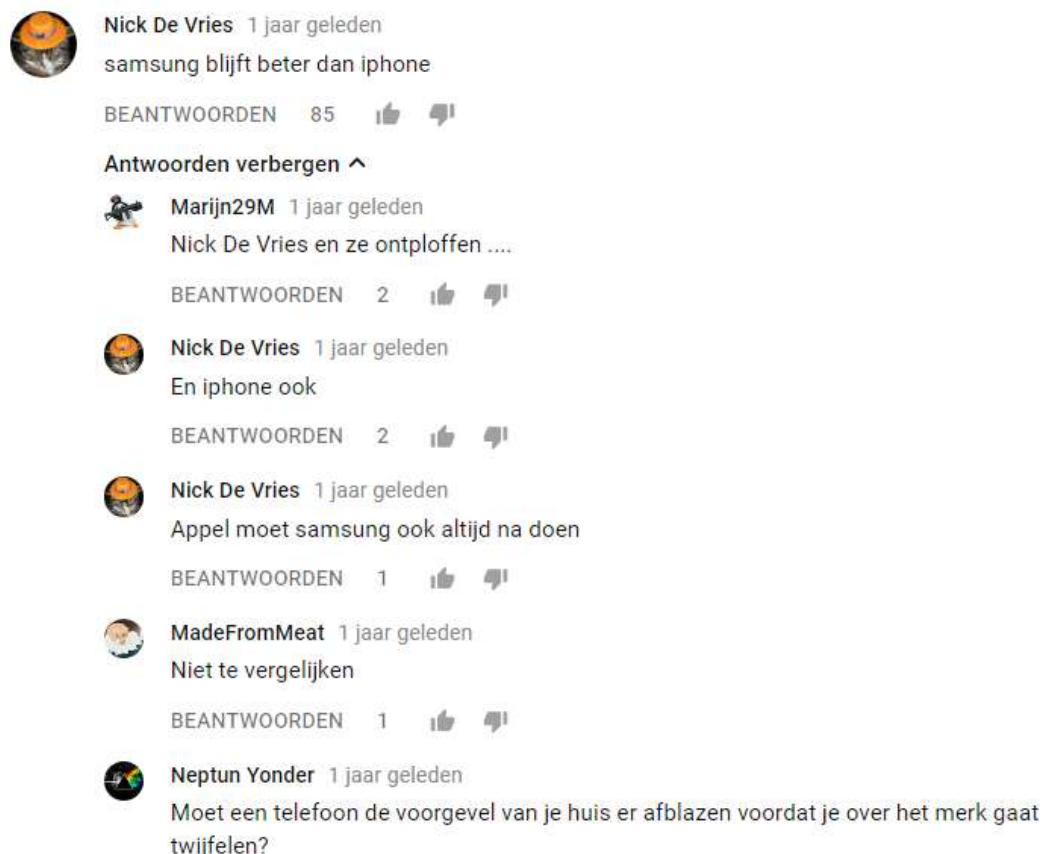 Nick De Vries 1 jaar geleden
samsung blijft beter dan iphone
BEANTWOORDEN 85
Antwoorden verbergen
Marijn29M 1 jaar geleden
Nick De Vries en ze ontploffen ....
BEANTWOORDEN 2
Nick De Vries 1 jaar geleden
En iphone ook
BEANTWOORDEN 2
Nick De Vries 1 jaar geleden
Appel moet samsung ook altijd na doen
BEANTWOORDEN 1
MadeFromMeat 1 jaar geleden
Niet te vergelijken
BEANTWOORDEN 1
Neptun Yonder 1 jaar geleden
Moet een telefoon de voorgevel van je huis er afblazen voordat je over het merk gaat
twijfelen?